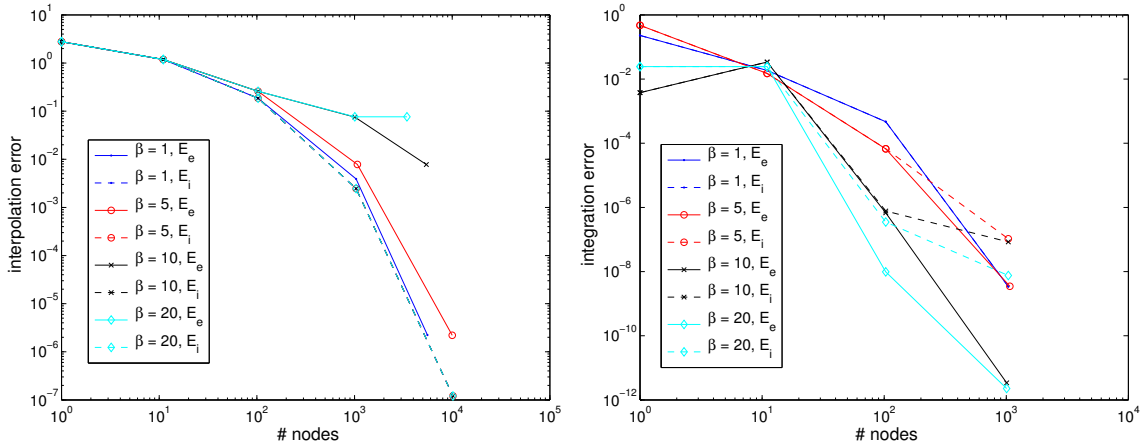 interpolation error
10^1
10^0
10^-1
10^-2
10^-3
10^-4
10^-5
10^-6
10^-7
β = 1, E_e
β = 1, E_i
β = 5, E_e
β = 5, E_i
β = 10, E_e
β = 10, E_i
β = 20, E_e
β = 20, E_i
10^0
10^1
10^2
10^3
10^4
10^5
# nodes
integration error
10^0
10^-2
10^-4
10^-6
10^-8
10^-10
10^-12
β = 1, E_e
β = 1, E_i
β = 5, E_e
β = 5, E_i
β = 10, E_e
β = 10, E_i
β = 20, E_e
β = 20, E_i
10^0
10^1
10^2
10^3
10^4
# nodes